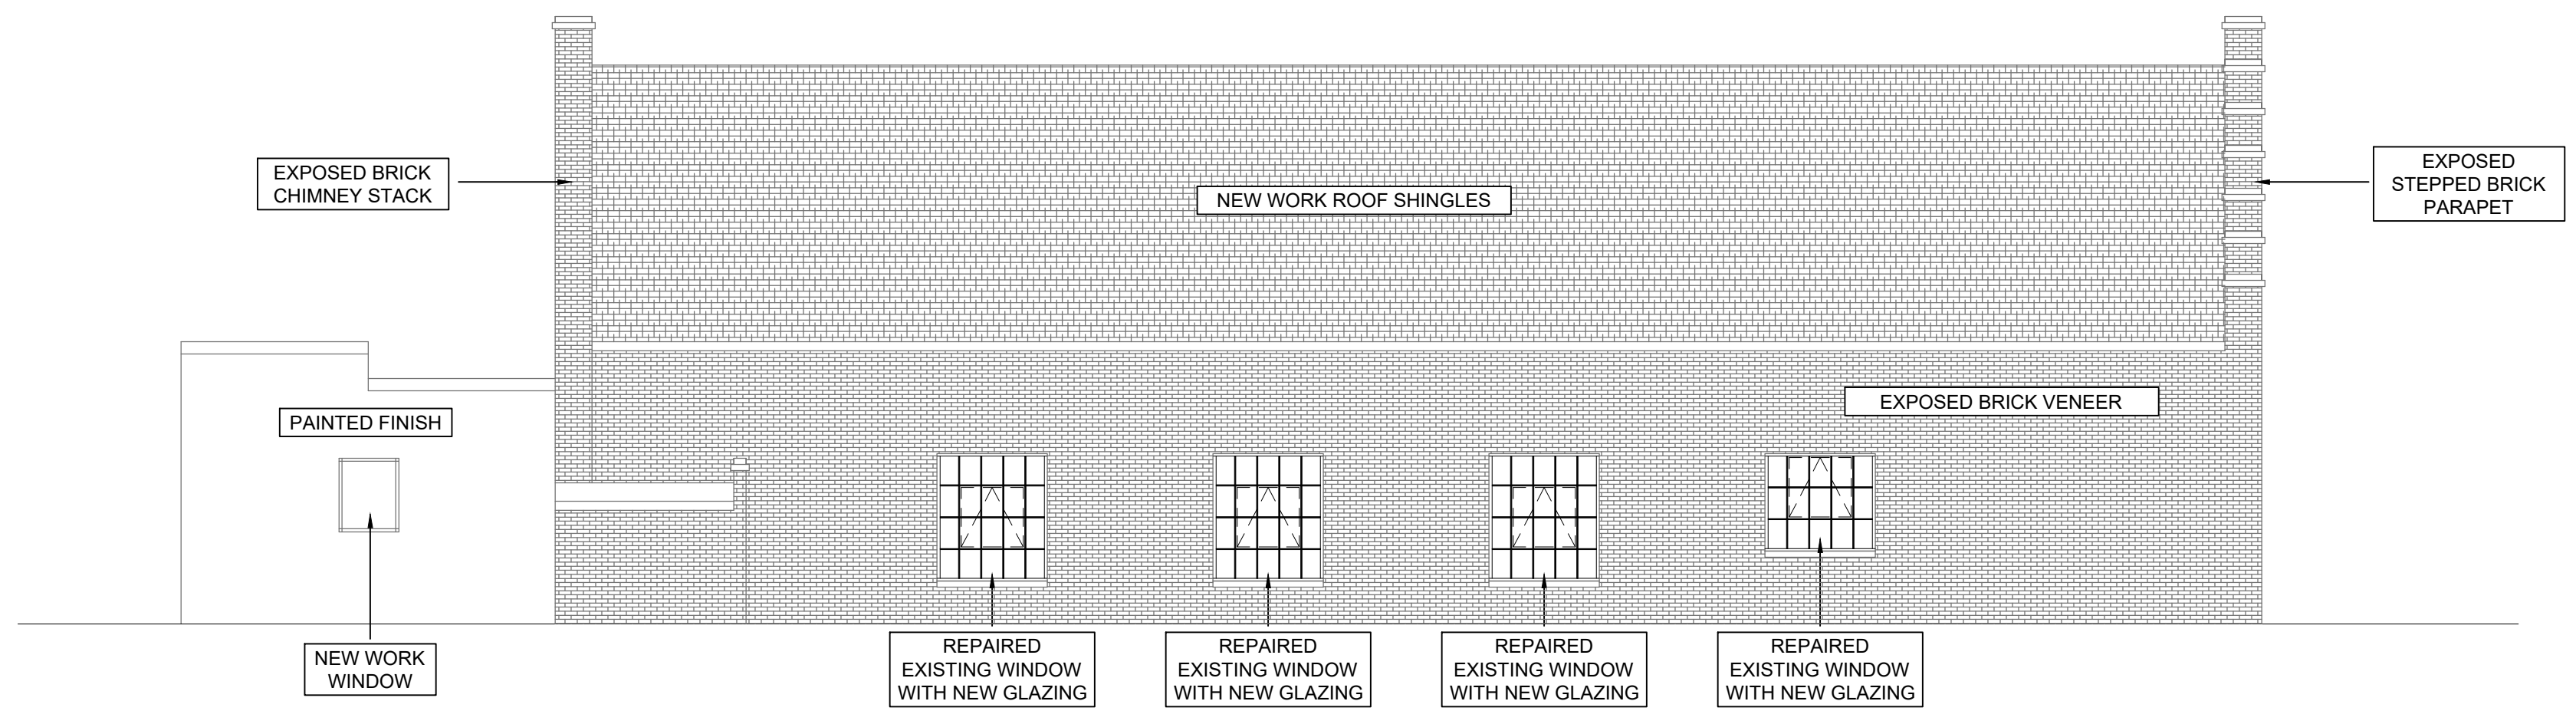 EXPOSED BRICK
CHIMNEY STACK
NEW WORK ROOF SHINGLES
EXPOSED
STEPPED BRICK
PARAPET
PAINTED FINISH
EXPOSED BRICK VENEER
NEW WORK
WINDOW
REPAIRED
EXISTING WINDOW
WITH NEW GLAZING
REPAIRED
EXISTING WINDOW
WITH NEW GLAZING
REPAIRED
EXISTING WINDOW
WITH NEW GLAZING
REPAIRED
EXISTING WINDOW
WITH NEW GLAZING